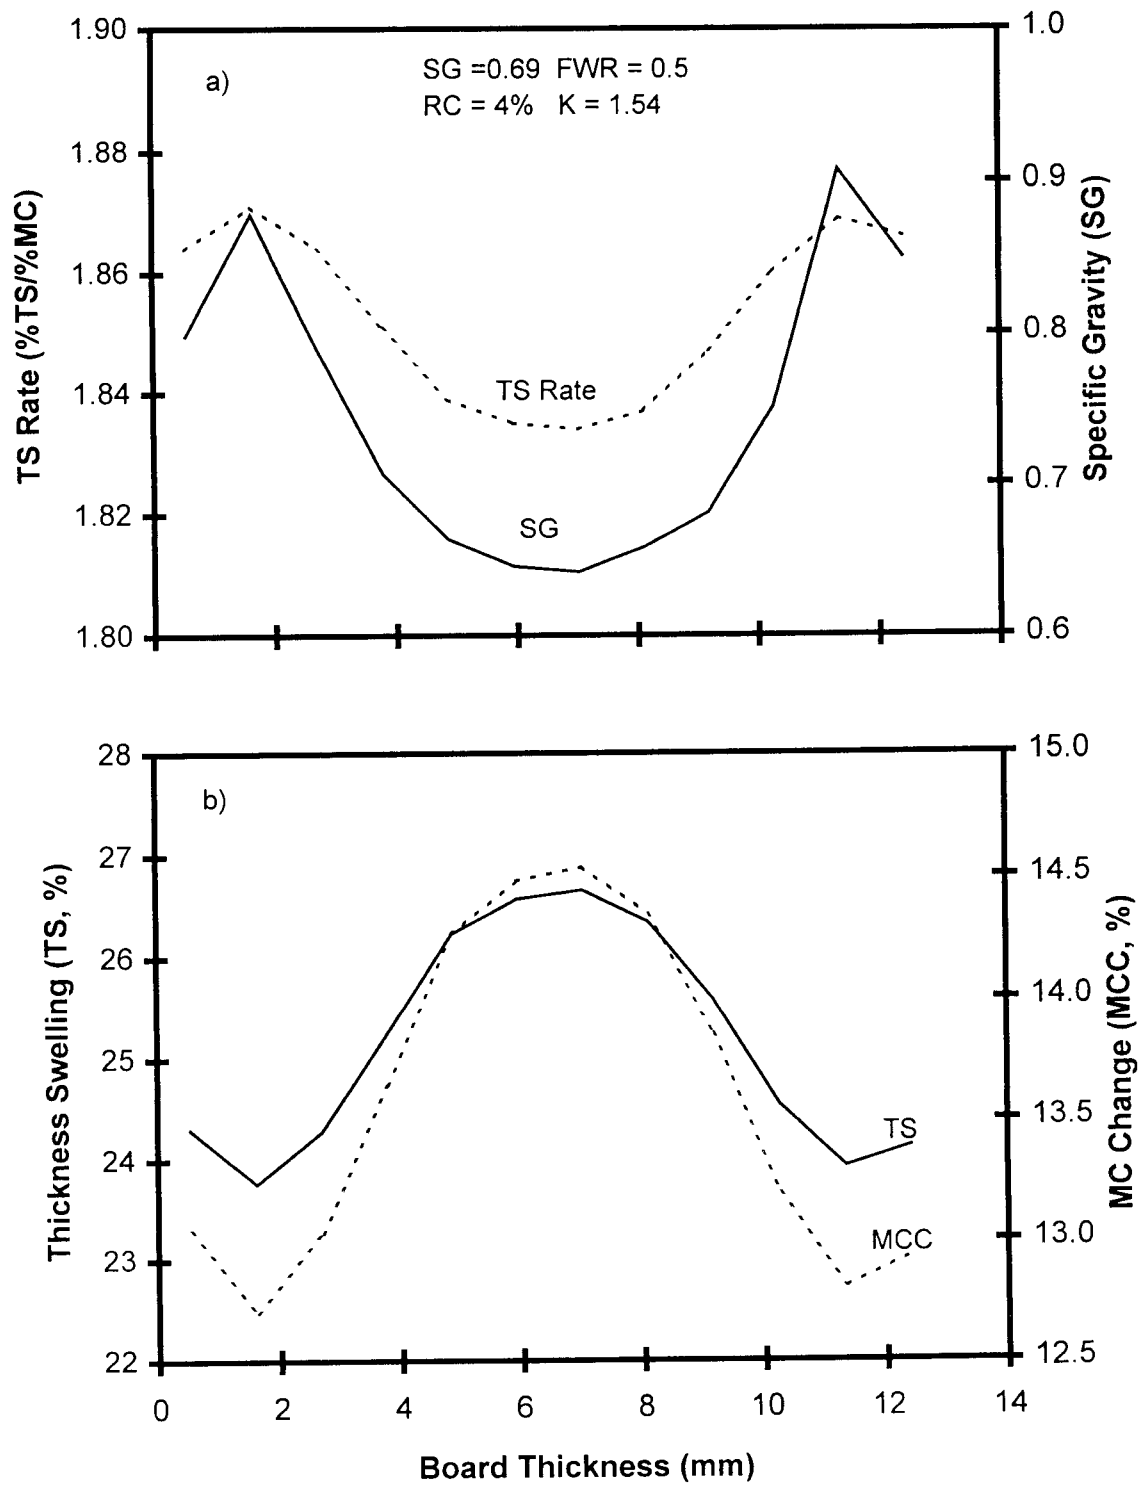 1.90
1.88
1.86
1.84
1.82
1.80
TS Rate (%TS/%MC)
a)
SG =0.69 FWR = 0.5
RC = 4% K = 1.54
TS Rate
SG
1.0
0.9
0.8
0.7
0.6
Specific Gravity (SG)
28
27
26
25
24
23
22
Thickness Swelling (TS, %)
b)
TS
MCC
15.0
14.5
14.0
13.5
13.0
12.5
MC Change (MCC, %)
0 2 4 6 8 10 12 14
Board Thickness (mm)